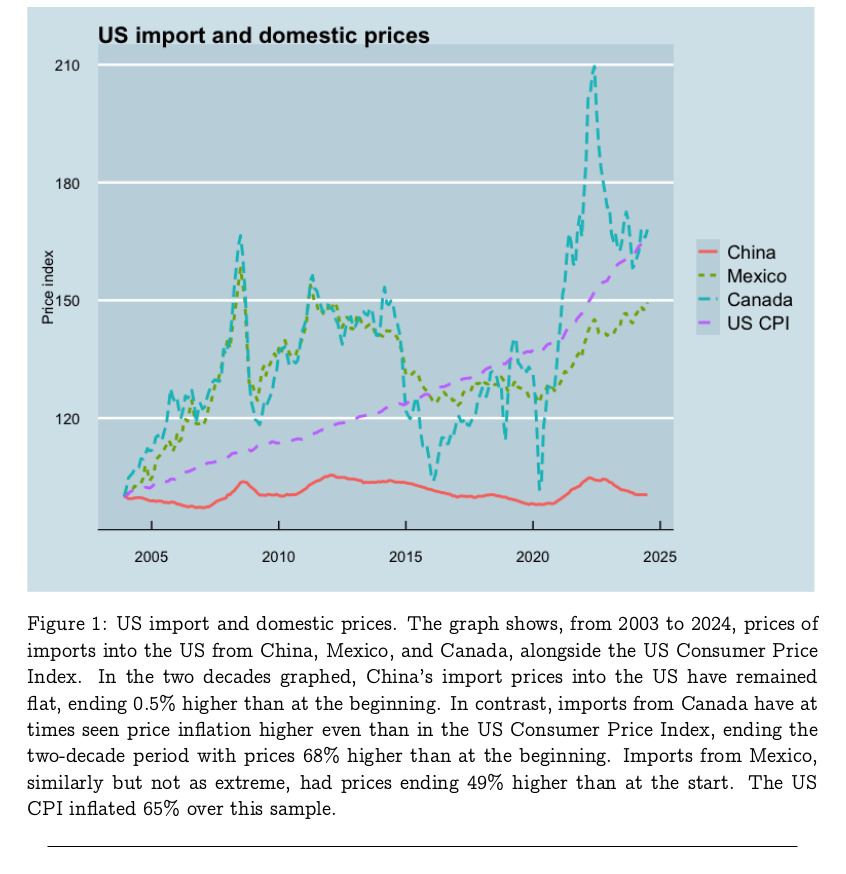 US import and domestic prices
210
180
150
120
Price index
2005
2010
2015
2020
2025
China
Mexico
Canada
US CPI
Figure 1: US import and domestic prices. The graph shows, from 2003 to 2024, prices of
imports into the US from China, Mexico, and Canada, alongside the US Consumer Price
Index. In the two decades graphed, China's import prices into the US have remained
flat, ending 0.5% higher than at the beginning. In contrast, imports from Canada have at
times seen price inflation higher even than in the US Consumer Price Index, ending the
two-decade period with prices 68% higher than at the beginning. Imports from Mexico,
similarly but not as extreme, had prices ending 49% higher than at the start. The US
CPI inflated 65% over this sample.